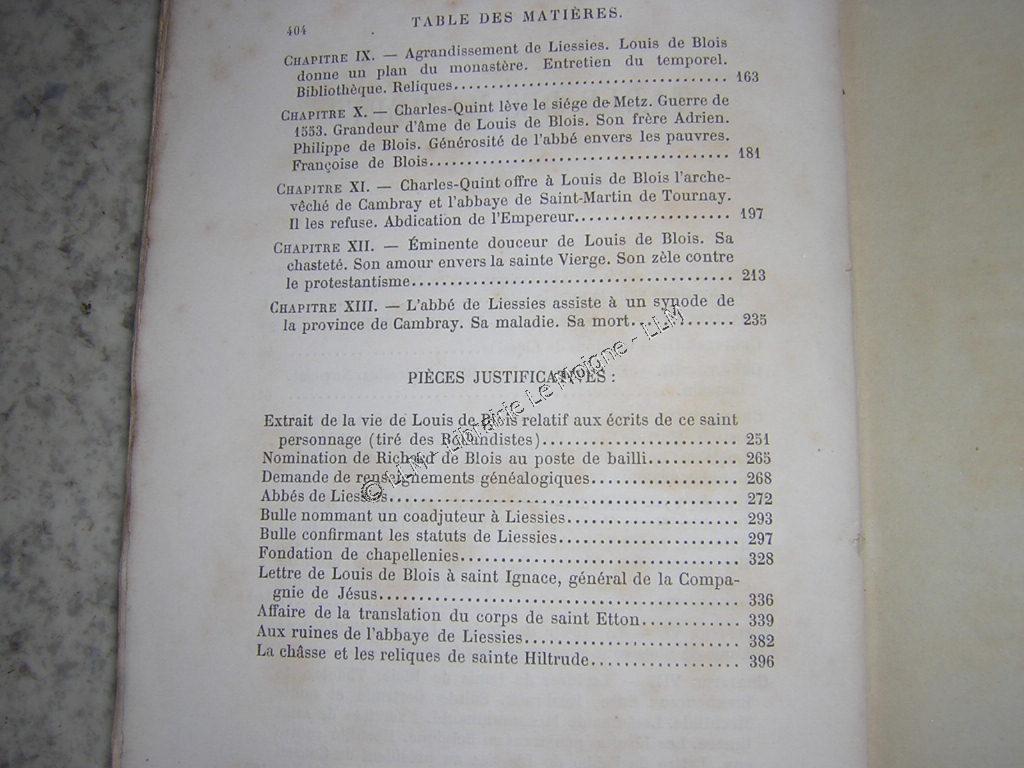 404
TABLE DES MATIÈRES.
CHAPITRE IX. — Agrandissement de Liessies. Louis de Blois
donne un plan du monastère. Entretien du temporel.
Bibliothèque. Reliques................................ 163
CHAPITRE X. — Charles-Quint lève le siége de Metz. Guerre de
1553. Grandeur d'âme de Louis de Blois. Son frère Adrien.
Philippe de Blois. Générosité de l'abbé envers les pauvres.
Françoise de Blois................................... 181
CHAPITRE XI. — Charles-Quint offre à Louis de Blois l'arche-
vêché de Cambray et l'abbaye de Saint-Martin de Tournay.
Il les refuse. Abdication de l'Empereur.................. 197
CHAPITRE XII. — Éminente douceur de Louis de Blois. Sa
chasteté. Son amour envers la sainte Vierge. Son zèle contre
le protestantisme..................................... 213
CHAPITRE XIII. — L'abbé de Liessies assiste à un synode de
la province de Cambray. Sa maladie. Sa mort............. 235
PIÈCES JUSTIFICATIVES :
Extrait de la vie de Louis de Blois relatif aux écrits de ce saint
personnage (tiré des Bollandistes)........................ 251
Nomination de Richard de Blois au poste de bailli........... 265
Demande de renseignements généalogiques.................. 268
Abbés de Liessies........................................ 272
Bulle nommant un coadjuteur à Liessies..................... 293
Bulle confirmant les statuts de Liessies...................... 297
Fondation de chapellenies................................. 328
Lettre de Louis de Blois à saint Ignace, général de la Compa-
gnie de Jésus.......................................... 336
Affaire de la translation du corps de saint Etton............. 339
Aux ruines de l'abbaye de Liessies.......................... 382
La châsse et les reliques de sainte Hiltrude.................. 396
© LLM - Librairie Le Moigne - LLM